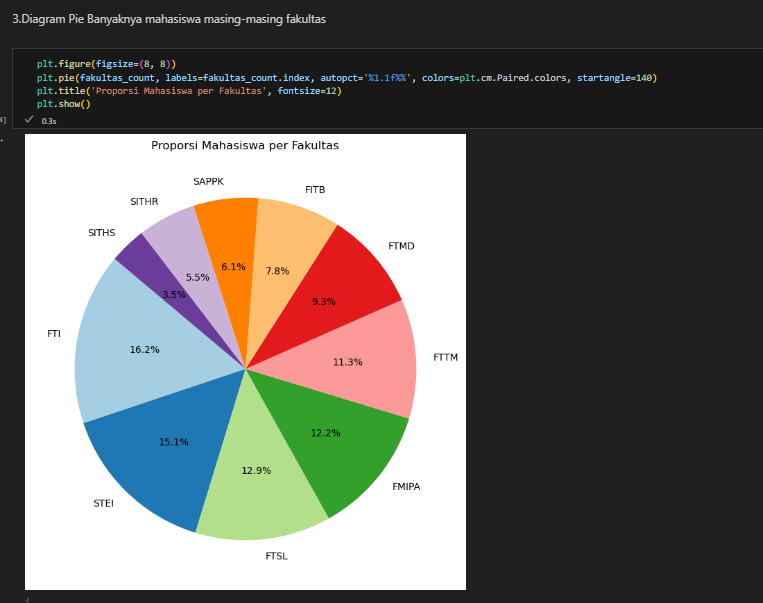 3.Diagram Pie Banyaknya mahasiswa masing-masing fakultas
plt.figure(figsize=(8, 8))
plt.pie(fakultas_count, labels=fakultas_count.index, autopct='%1.1f%%', colors=plt.cm.Paired.colors, startangle=140)
plt.title('Proporsi Mahasiswa per Fakultas', fontsize=12)
plt.show()
3]
✓ 0.3s
Proporsi Mahasiswa per Fakultas
SAPPK
FITB
SITHR
SITHS
FTMD
6.1%
7.8%
5.5%
3.5%
9.3%
FTI
16.2%
11.3%
FTTM
12.2%
15.1%
12.9%
FMIPA
STEI
FTSL